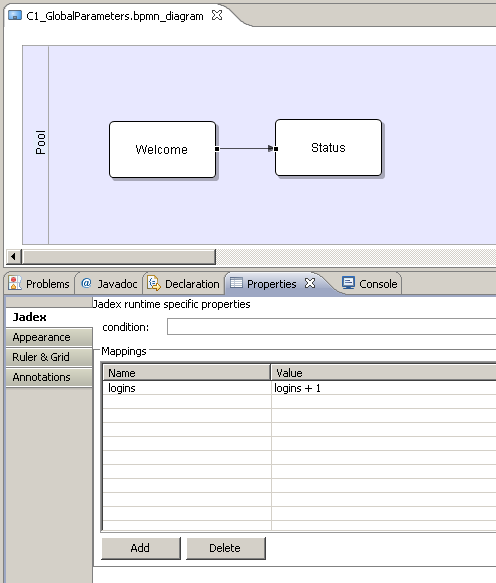 C1_GlobalParameters.bpmn_diagram
Pool
Welcome
Status
Problems
@ Javadoc
Declaration
Properties
Console
Jadex
Appearance
Ruler & Grid
Annotations
Jadex runtime specific properties
condition:
Mappings
Name Value
logins logins + 1
Add Delete